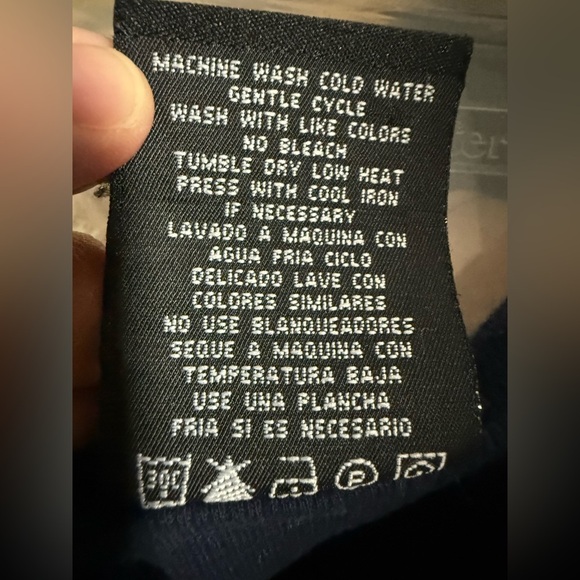 MACHINE WASH COLD WATER
GENTLE CYCLE
WASH WITH LIKE COLORS
NO BLEACH
TUMBLE DRY LOW HEAT
PRESS WITH COOL IRON
IF NECESSARY
LAVADO A MAQUINA CON
AGUA FRIA CICLO
DELICADO LAVE CON
COLORES SIMILARES
NO USE BLANQUEADORES
SEQUE A MAQUINA CON
TEMPERATURA BAJA
USE UNA PLANCHA
FRIA SI ES NECESARIO
30C P